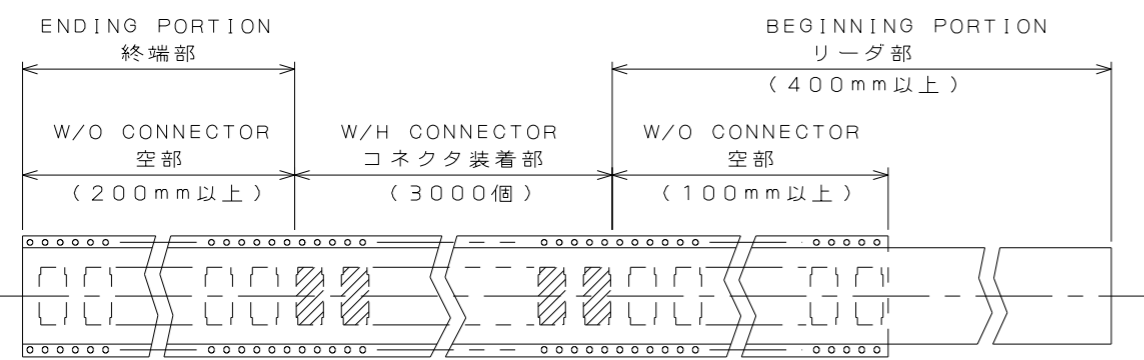 ENDING PORTION
終端部
BEGINNING PORTION
リーダ部
(400mm以上)
W/O CONNECTOR
空部
(200mm以上)
W/H CONNECTOR
コネクタ装着部
(3000個)
W/O CONNECTOR
空部
(100mm以上)